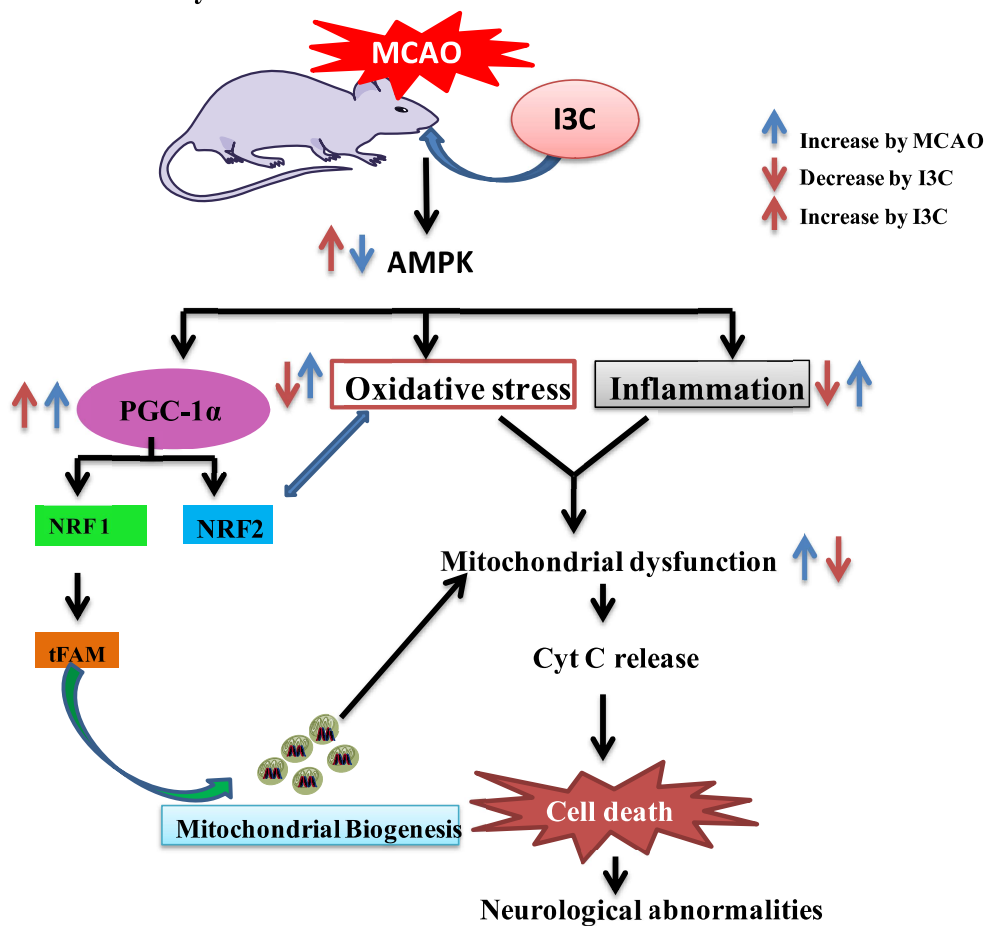 MCAO
I3C
Increase by MCAO
Decrease by I3C
Increase by I3C
AMPK
PGC-1α
Oxidative stress
Inflammation
NRF1
NRF2
Mitochondrial dysfunction
tFAM
Cyt C release
Mitochondrial Biogenesis
Cell death
Neurological abnormalities